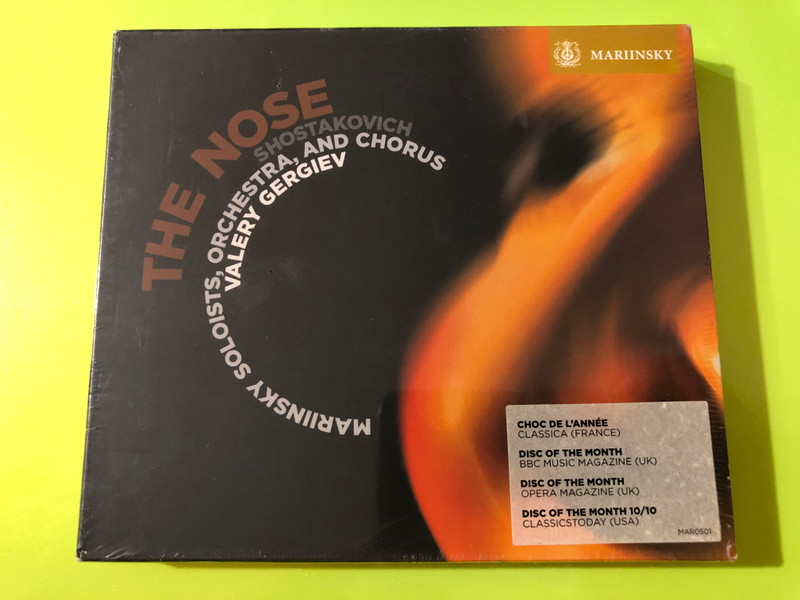 MARIINSKY
THE NOSE
SHOSTAKOVICH
MARIINSKY SOLOISTS, ORCHESTRA, AND CHORUS
VALERY GERGIEV
CHOC DE L'ANNÉE
CLASSICA (FRANCE)
DISC OF THE MONTH
BBC MUSIC MAGAZINE (UK)
DISC OF THE MONTH
OPERA MAGAZINE (UK)
DISC OF THE MONTH 10/10
CLASSICSTODAY (USA)
MAR0501